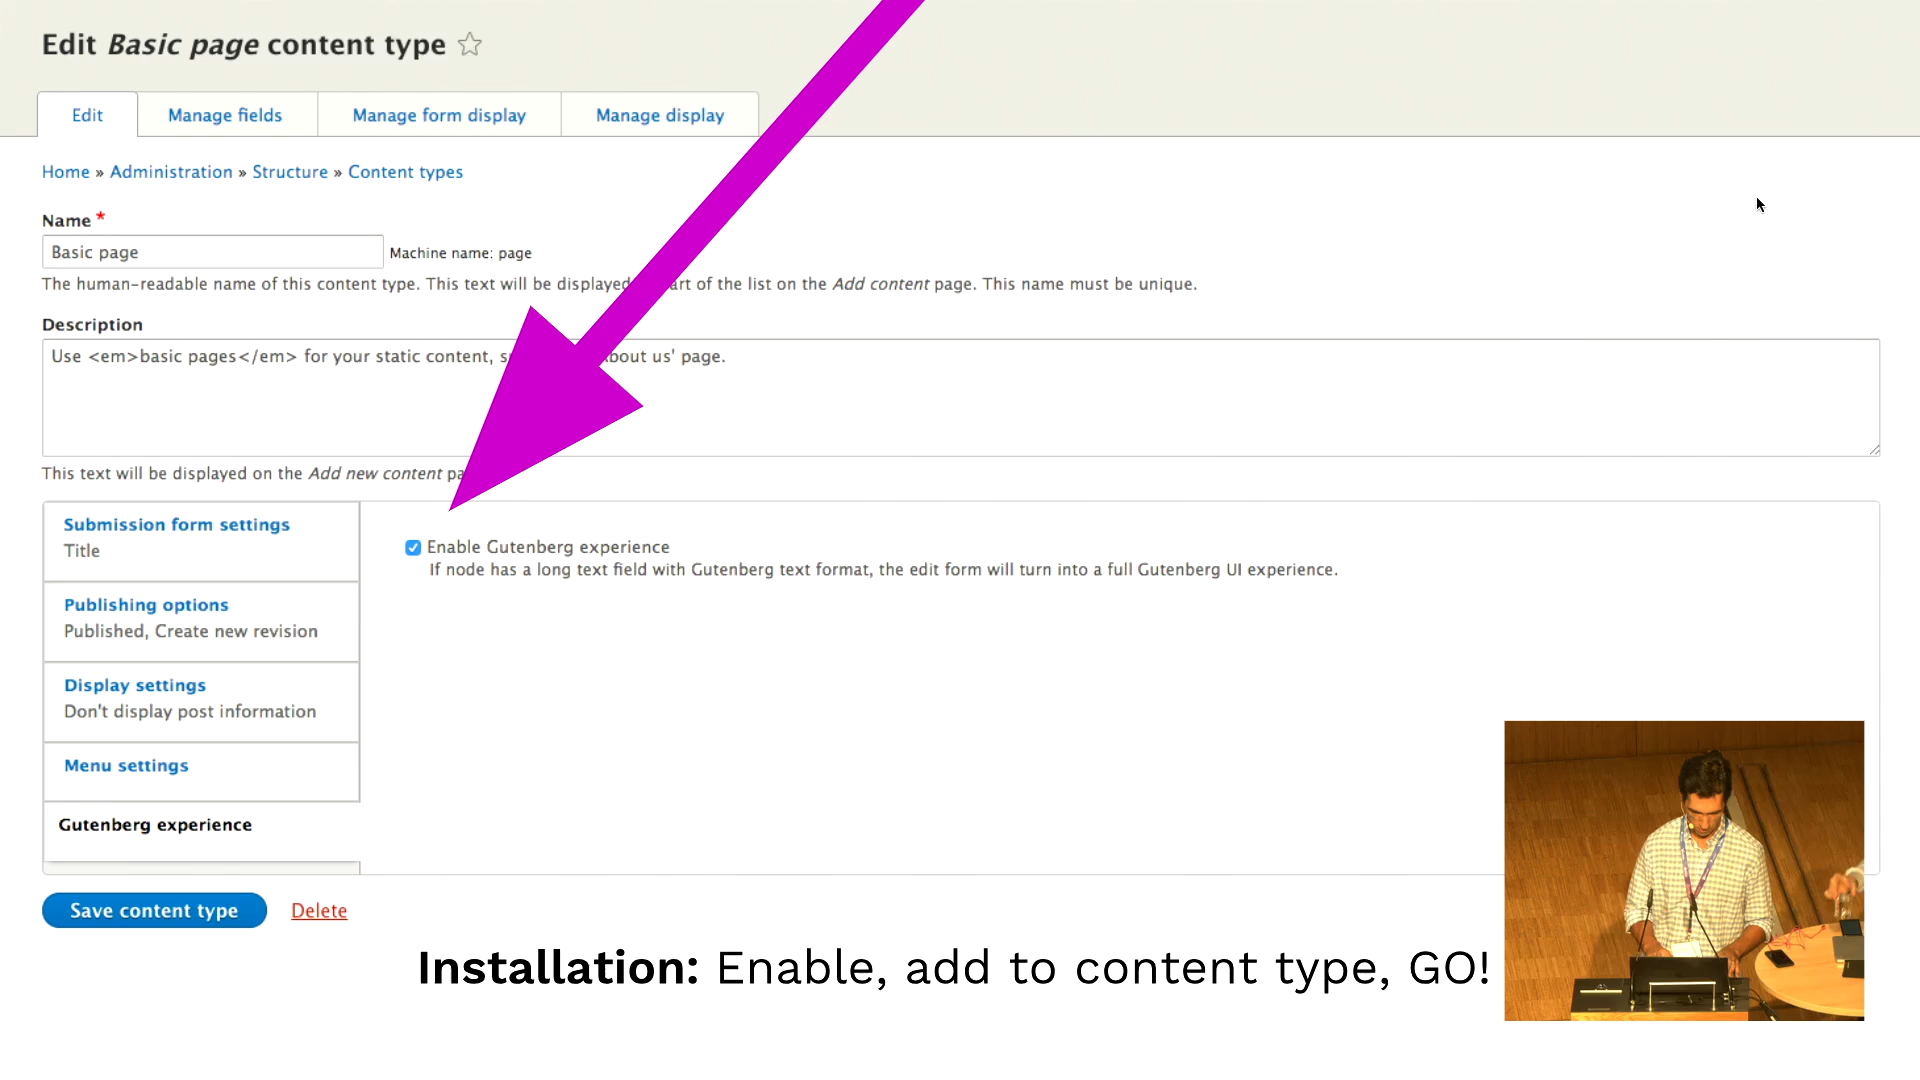 Edit Basic page content type
Edit
Manage fields
Manage form display
Manage display
Home » Administration » Structure » Content types
Name *
Basic page
Machine name: page
The human-readable name of this content type. This text will be displayed art of the list on the Add content page. This name must be unique.
Description
Use <em>basic pages</em> for your static content, s bout us' page.
This text will be displayed on the Add new content pa
Submission form settings
Title
Publishing options
Published, Create new revision
Display settings
Don't display post information
Menu settings
Gutenberg experience
Enable Gutenberg experience
If node has a long text field with Gutenberg text format, the edit form will turn into a full Gutenberg UI experience.
Save content type
Delete
Installation: Enable, add to content type, GO!